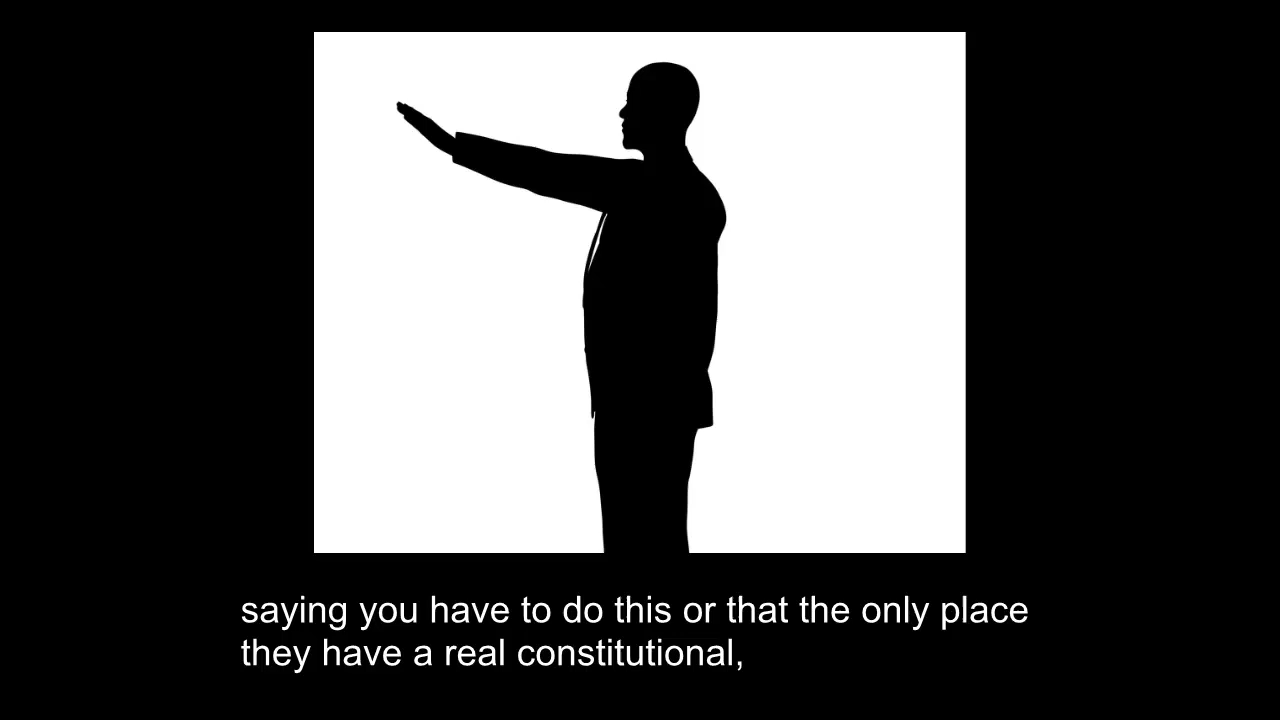 saying you have to do this or that the only place
they have a real constitutional,